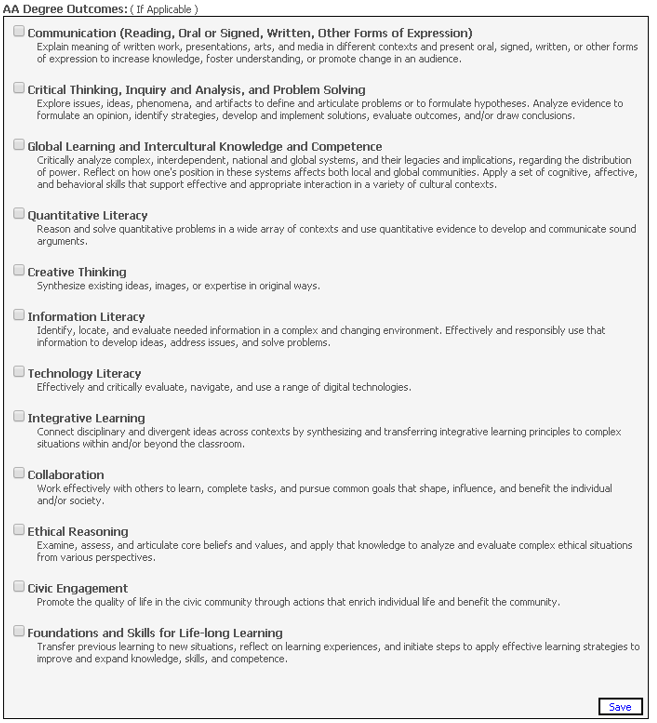 AA Degree Outcomes: ( If Applicable )
Communication (Reading, Oral or Signed, Written, Other Forms of Expression)
Explain meaning of written work, presentations, arts, and media in different contexts and present oral, signed, written, or other forms
of expression to increase knowledge, foster understanding, or promote change in an audience.
Critical Thinking, Inquiry and Analysis, and Problem Solving
Explore issues, ideas, phenomena, and artifacts to define and articulate problems or to formulate hypotheses. Analyze evidence to
formulate an opinion, identify strategies, develop and implement solutions, evaluate outcomes, and/or draw conclusions.
Global Learning and Intercultural Knowledge and Competence
Critically analyze complex, interdependent, national and global systems, and their legacies and implications, regarding the distribution
of power. Reflect on how one's position in these systems affects both local and global communities. Apply a set of cognitive, affective,
and behavioral skills that support effective and appropriate interaction in a variety of cultural contexts.
Quantitative Literacy
Reason and solve quantitative problems in a wide array of contexts and use quantitative evidence to develop and communicate sound
arguments.
Creative Thinking
Synthesize existing ideas, images, or expertise in original ways.
Information Literacy
Identify, locate, and evaluate needed information in a complex and changing environment. Effectively and responsibly use that
information to develop ideas, address issues, and solve problems.
Technology Literacy
Effectively and critically evaluate, navigate, and use a range of digital technologies.
Integrative Learning
Connect disciplinary and divergent ideas across contexts by synthesizing and transferring integrative learning principles to complex
situations within and/or beyond the classroom.
Collaboration
Work effectively with others to learn, complete tasks, and pursue common goals that shape, influence, and benefit the individual
and/or society.
Ethical Reasoning
Examine, assess, and articulate core beliefs and values, and apply that knowledge to analyze and evaluate complex ethical situations
from various perspectives.
Civic Engagement
Promote the quality of life in the civic community through actions that enrich individual life and benefit the community.
Foundations and Skills for Life-long Learning
Transfer previous learning to new situations, reflect on learning experiences, and initiate steps to apply effective learning strategies to
improve and expand knowledge, skills, and competence.
Save